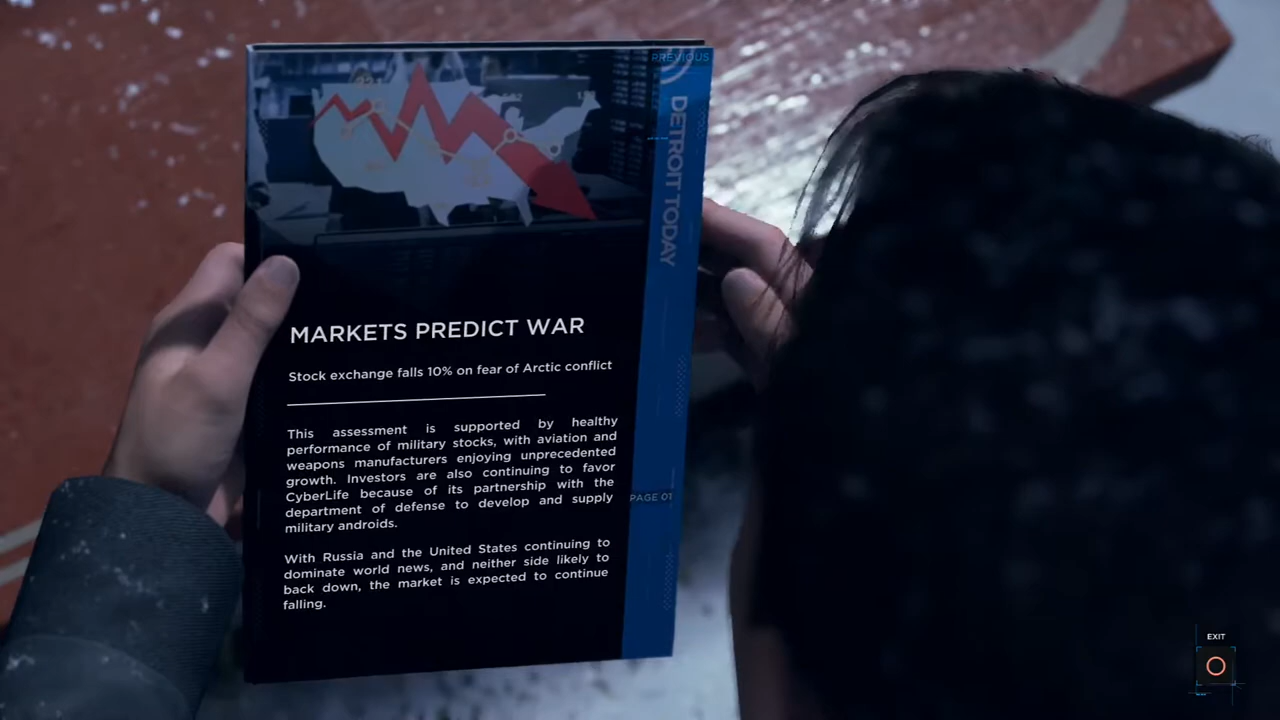 PREVIOUS
DETROIT TODAY
MARKETS PREDICT WAR
Stock exchange falls 10% on fear of Arctic conflict
This assessment is supported by healthy
performance of military stocks, with aviation and
weapons manufacturers enjoying unprecedented
growth. Investors are also continuing to favor
CyberLife because of its partnership with the
department of defense to develop and supply
military androids.
With Russia and the United States continuing to
dominate world news, and neither side likely to
back down, the market is expected to continue
falling.
PAGE 01
EXIT